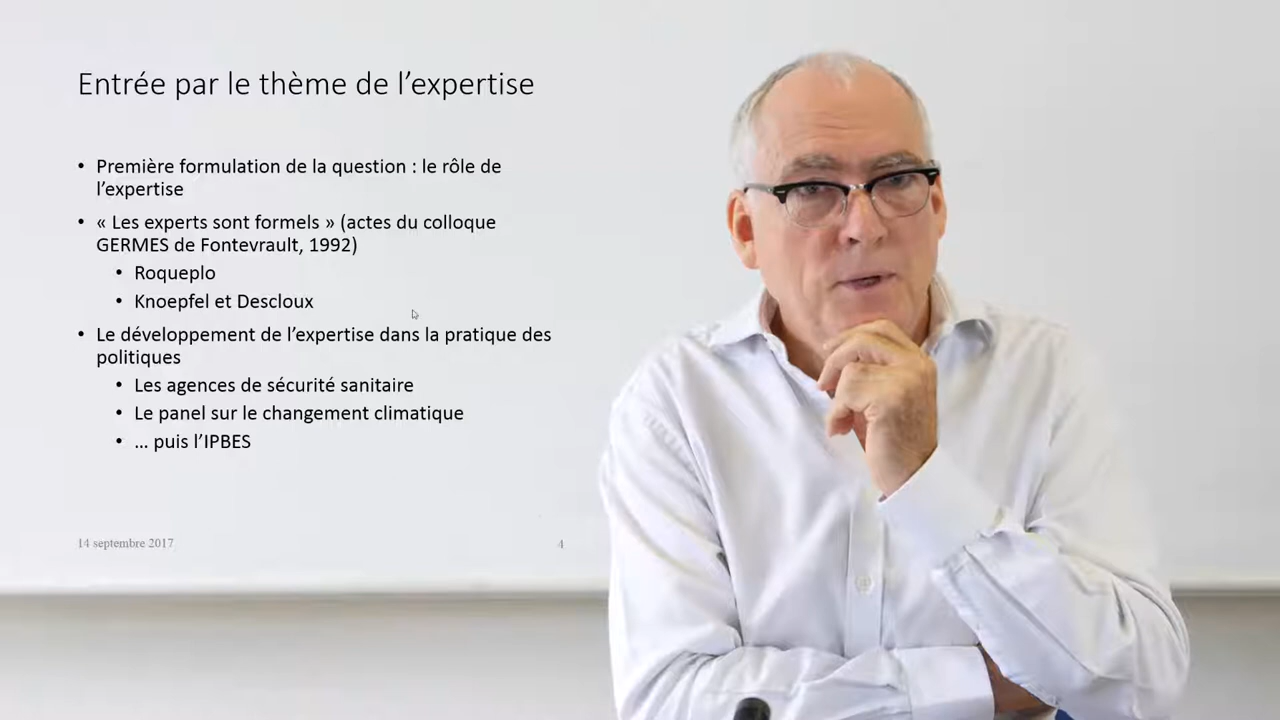 Entrée par le thème de l’expertise
• Première formulation de la question : le rôle de
l’expertise
• « Les experts sont formels » (actes du colloque
GERMES de Fontevrault, 1992)
• Roqueplo
• Knoepfel et Descloux
• Le développement de l’expertise dans la pratique des
politiques
• Les agences de sécurité sanitaire
• Le panel sur le changement climatique
• … puis l’IPBES
14 septembre 2017
4